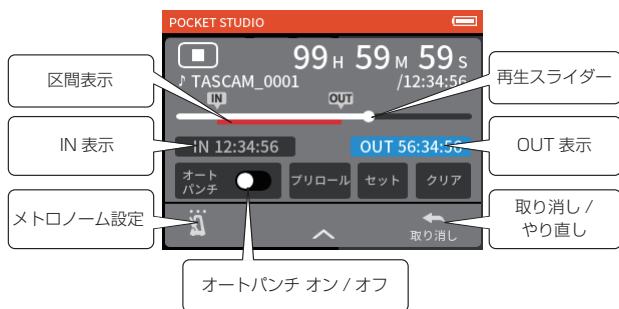 POCKET STUDIO
99 H 59 M 59 S
♪ TASCAM_0001 /12:34:56
IN OUT
IN 12:34:56 OUT 56:34:56
オート
パンチ
プリロール セット クリア
取り消し
区間表示
再生スライダー
IN 表示
OUT 表示
メトロノーム設定
取り消し /
やり直し
オートパンチ オン / オフ